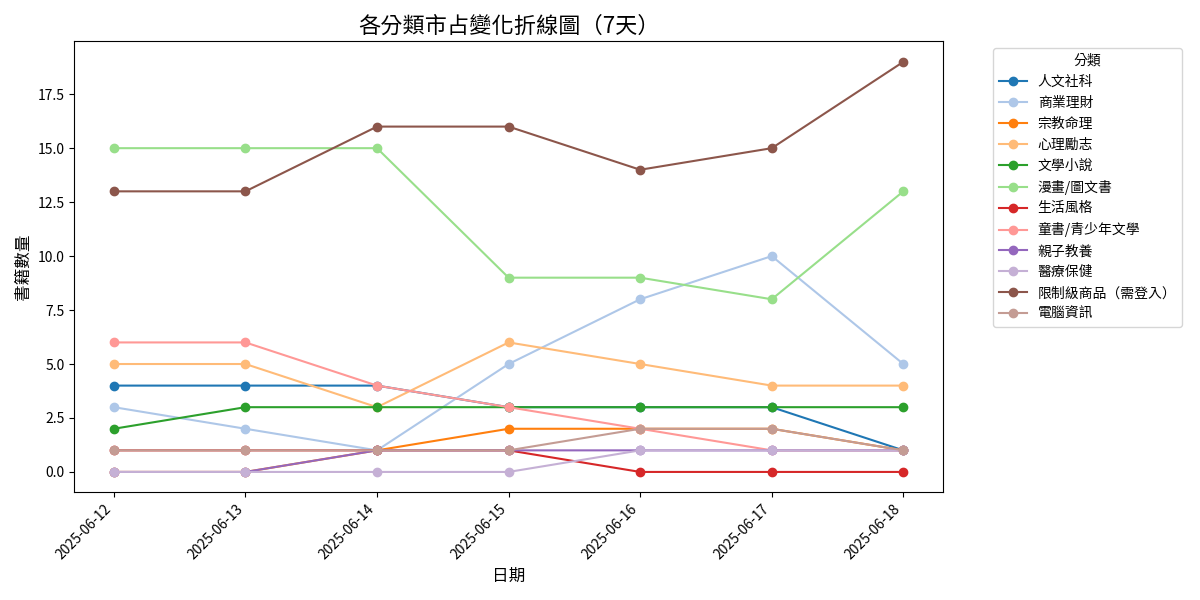 各分類市占變化折線圖（7天）
書籍數量
17.5
15.0
12.5
10.0
7.5
5.0
2.5
0.0
2025-06-12
2025-06-13
2025-06-14
2025-06-15
2025-06-16
2025-06-17
2025-06-18
日期
分類
人文社科
商業理財
宗教命理
心理勵志
文學小說
漫畫/圖文書
生活風格
童書/青少年文學
親子教養
醫療保健
限制級商品（需登入）
電腦資訊